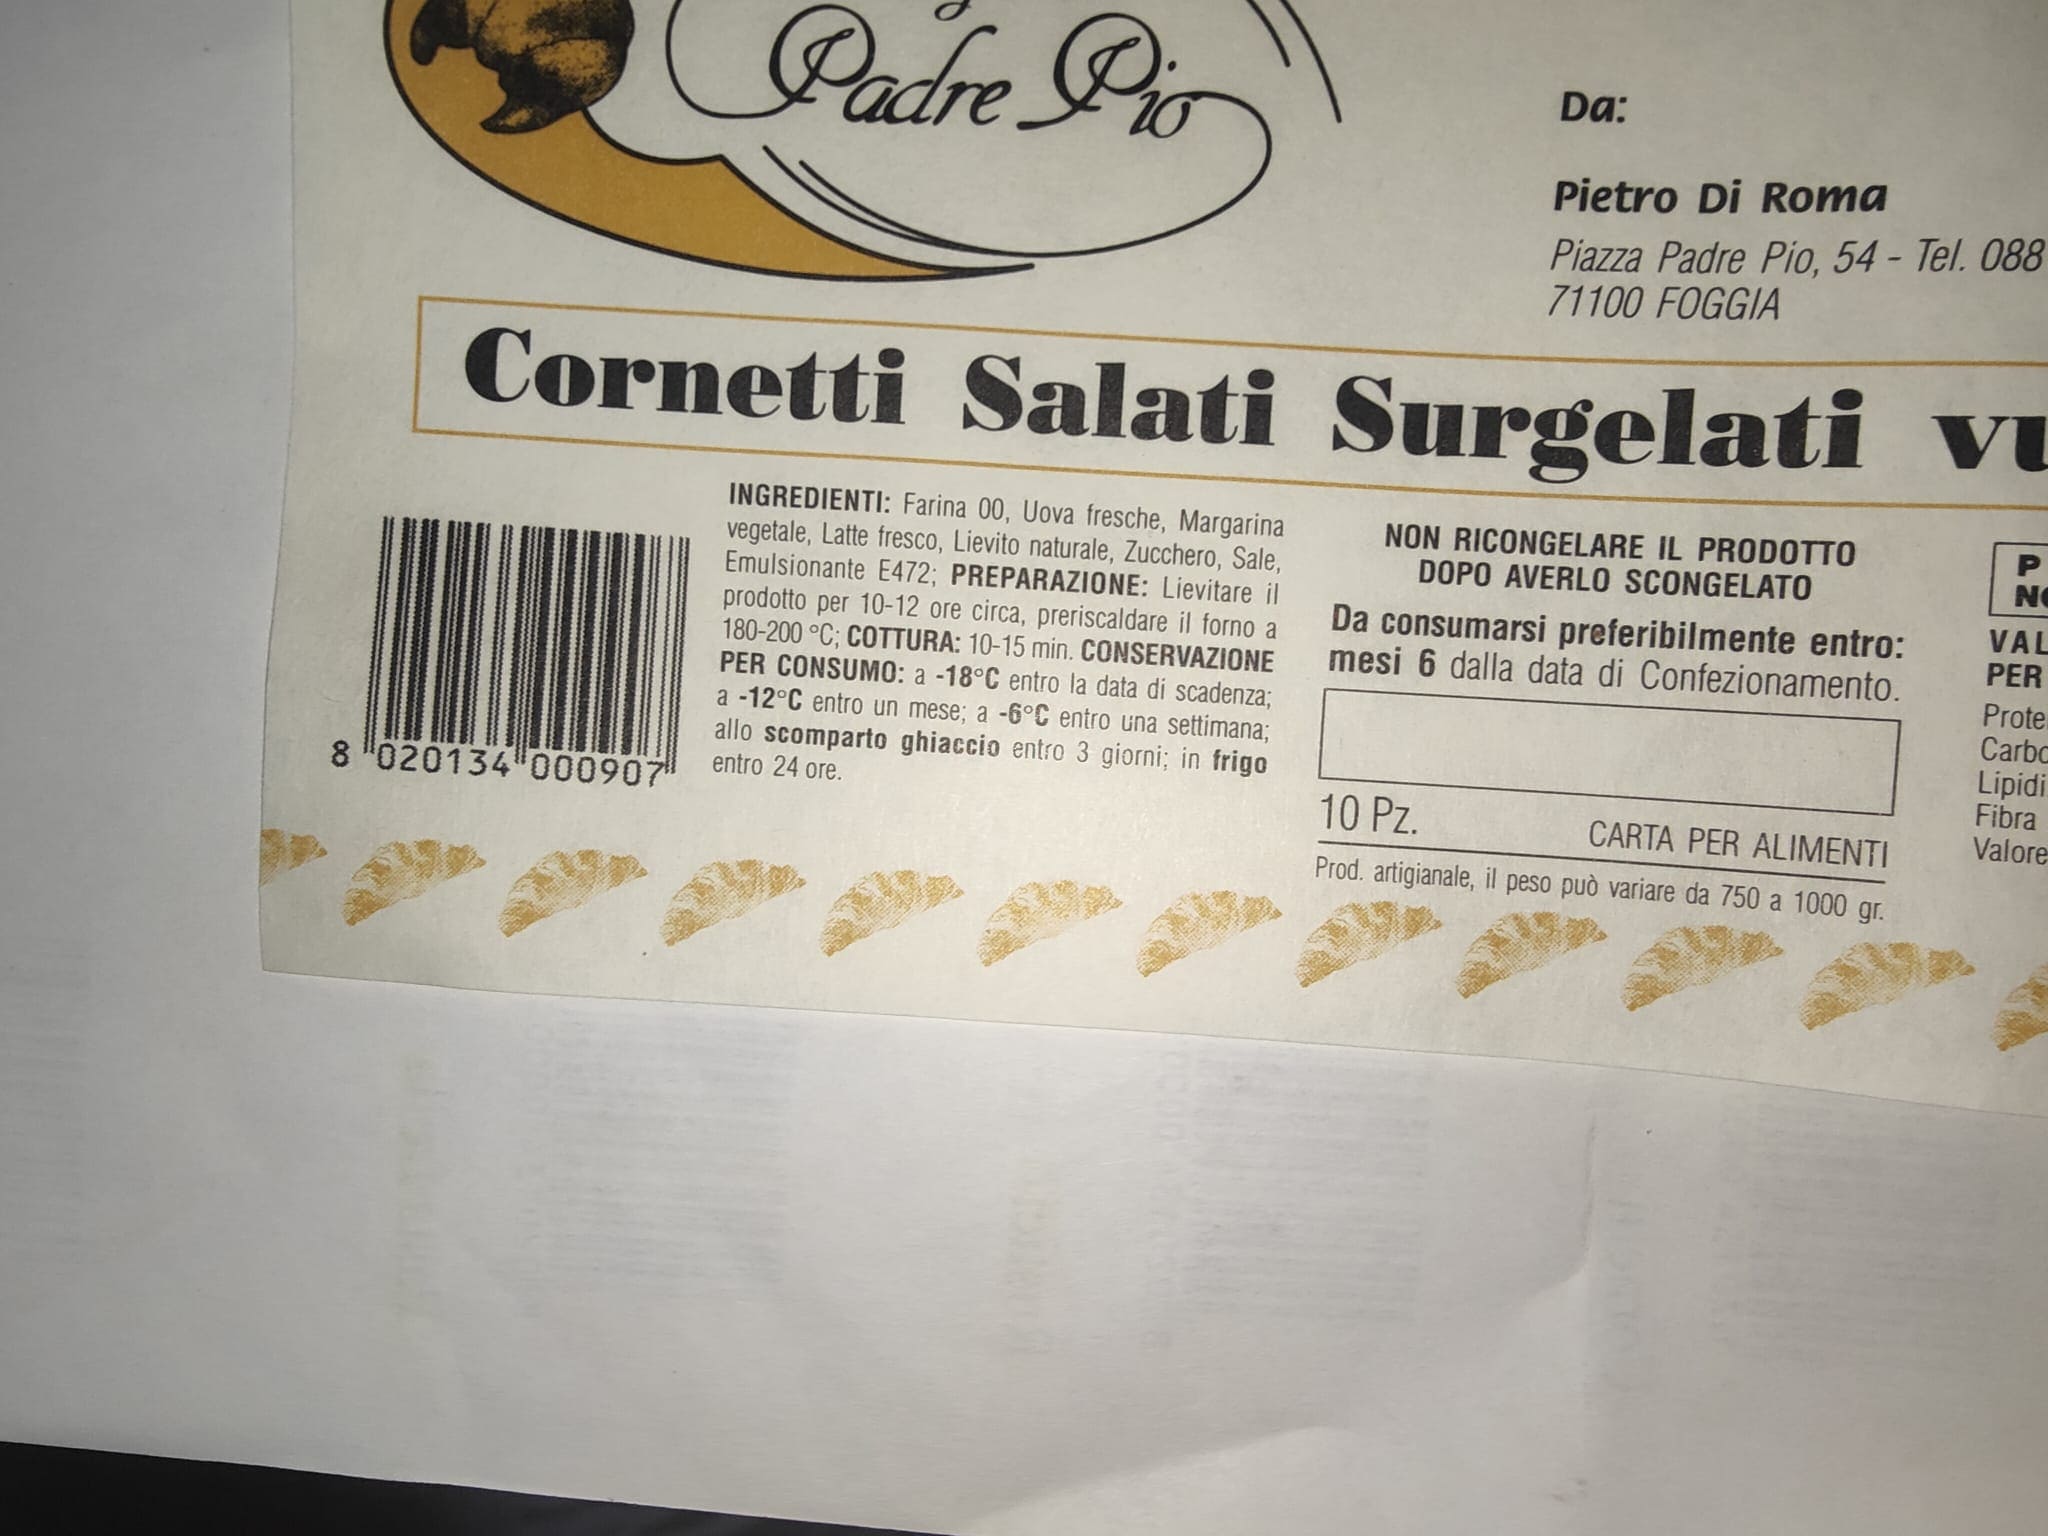 Padre Pio
Da:
Pietro Di Roma
Piazza Padre Pio, 54 - Tel. 088
71100 FOGGIA
Cornetti Salati Surgelati vu
INGREDIENTI: Farina 00, Uova fresche, Margarina
vegetale, Latte fresco, Lievito naturale, Zucchero, Sale,
Emulsionante E472; PREPARAZIONE: Lievitare il
prodotto per 10-12 ore circa, preriscaldare il forno a
180-200 °C; COTTURA: 10-15 min. CONSERVAZIONE
PER CONSUMO: a -18°C entro la data di scadenza;
a -12°C entro un mese; a -6°C entro una settimana;
allo scomparto ghiaccio entro 3 giorni; in frigo
entro 24 ore.
8 020134 000907
NON RICONGELARE IL PRODOTTO
DOPO AVERLO SCONGELATO
Da consumarsi preferibilmente entro:
mesi 6 dalla data di Confezionamento.
10 Pz. CARTA PER ALIMENTI
Prod. artigianale, il peso può variare da 750 a 1000 gr.
P
NO
VAL
PER
Prote
Carbo
Lipidi
Fibra
Valore